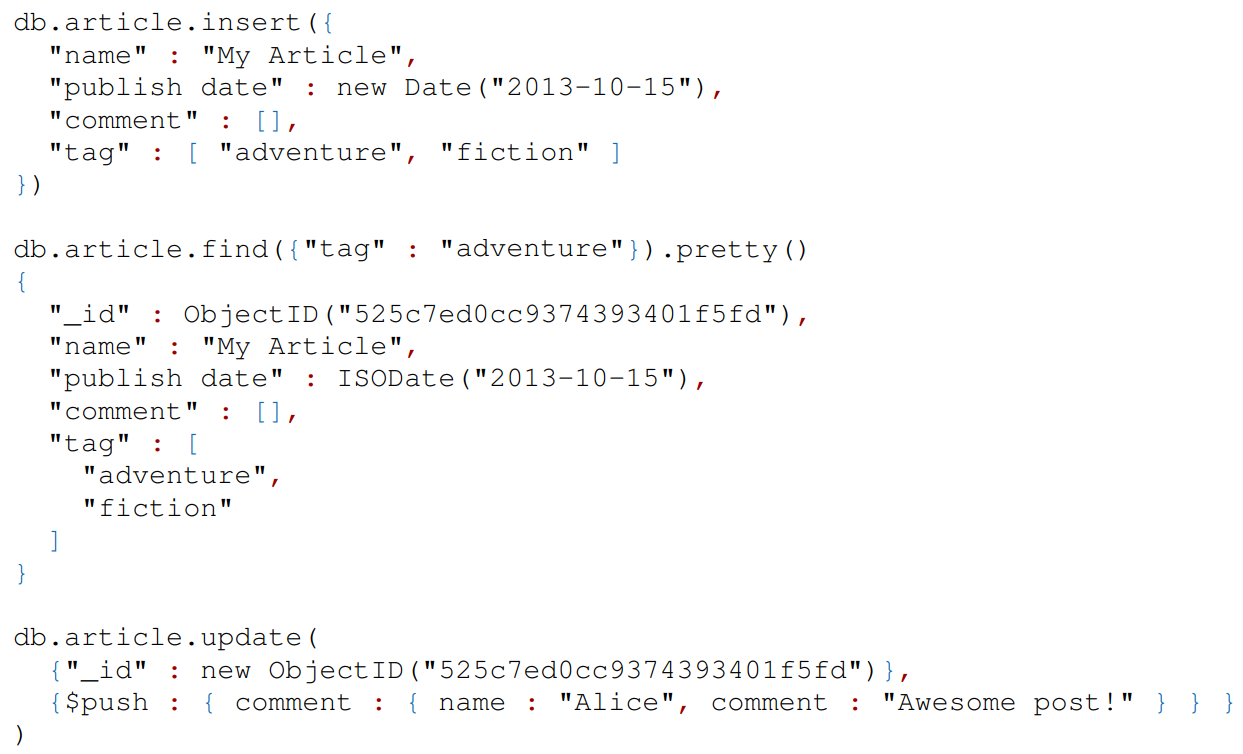 db.article.insert({
  "name" : "My Article",
  "publish date" : new Date("2013-10-15"),
  "comment" : [],
  "tag" : [ "adventure", "fiction" ]
})

db.article.find({"tag" : "adventure"}).pretty()
{
  "_id" : ObjectID("525c7ed0cc9374393401f5fd"),
  "name" : "My Article",
  "publish date" : ISODate("2013-10-15"),
  "comment" : [],
  "tag" : [
    "adventure",
    "fiction"
  ]
}

db.article.update(
  {"_id" : new ObjectID("525c7ed0cc9374393401f5fd")},
  {$push : { comment : { name : "Alice", comment : "Awesome post!" } } }
)